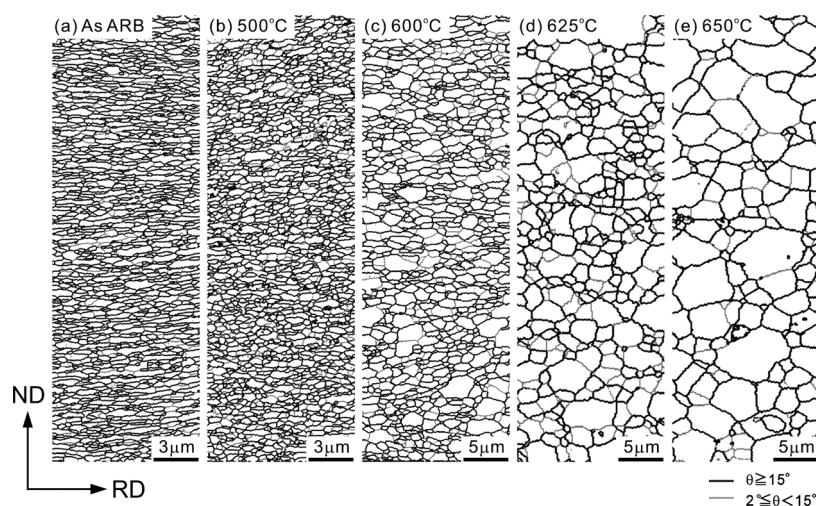 (a) As ARB
(b) 500℃
(c) 600℃
(d) 625℃
(e) 650℃
ND
RD
3μm
3μm
5μm
5μm
5μm
θ≧15°
2°≦θ<15°